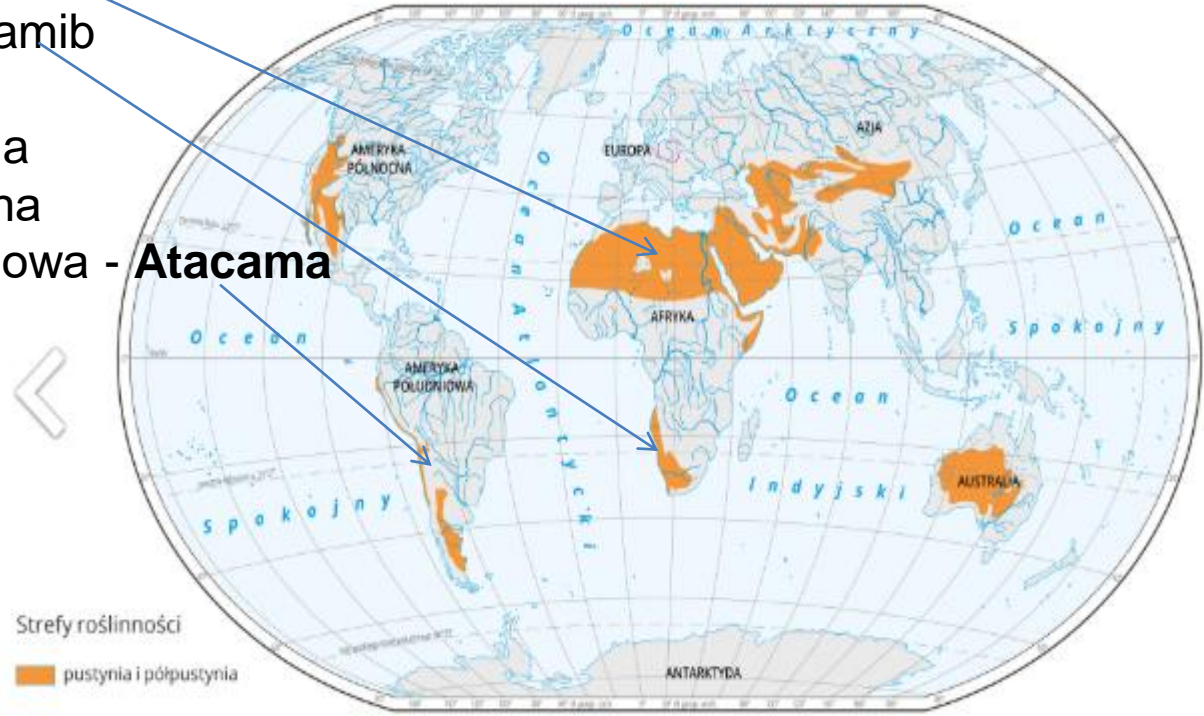 amib
a
na
owa - Atacama
Ocean Arktyczny
AZJA
EUROPA
AMERYKA
PÓŁNOCNA
Ocean Atlantycki
Ocean
Spokojny
AFRYKA
Ocean
AMERYKA
POŁUDNIOWA
Ocean
Indyjski
AUSTRALIA
Spokojny
Strefy roślinności
pustynia i półpustynia
ANTARKTYDA